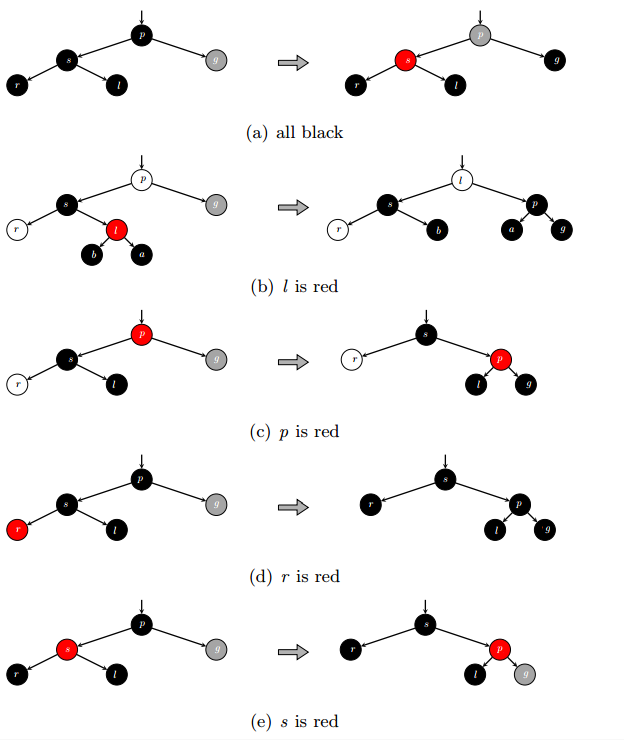 p p
s g s g
r l r l
(a) all black
p l
s g s p
r l r b a g
b a
(b) l is red
p s
s g r p
r l l g
(c) p is red
p s
s g r p
r l l g
(d) r is red
p s
s g r p
r l l g
(e) s is red